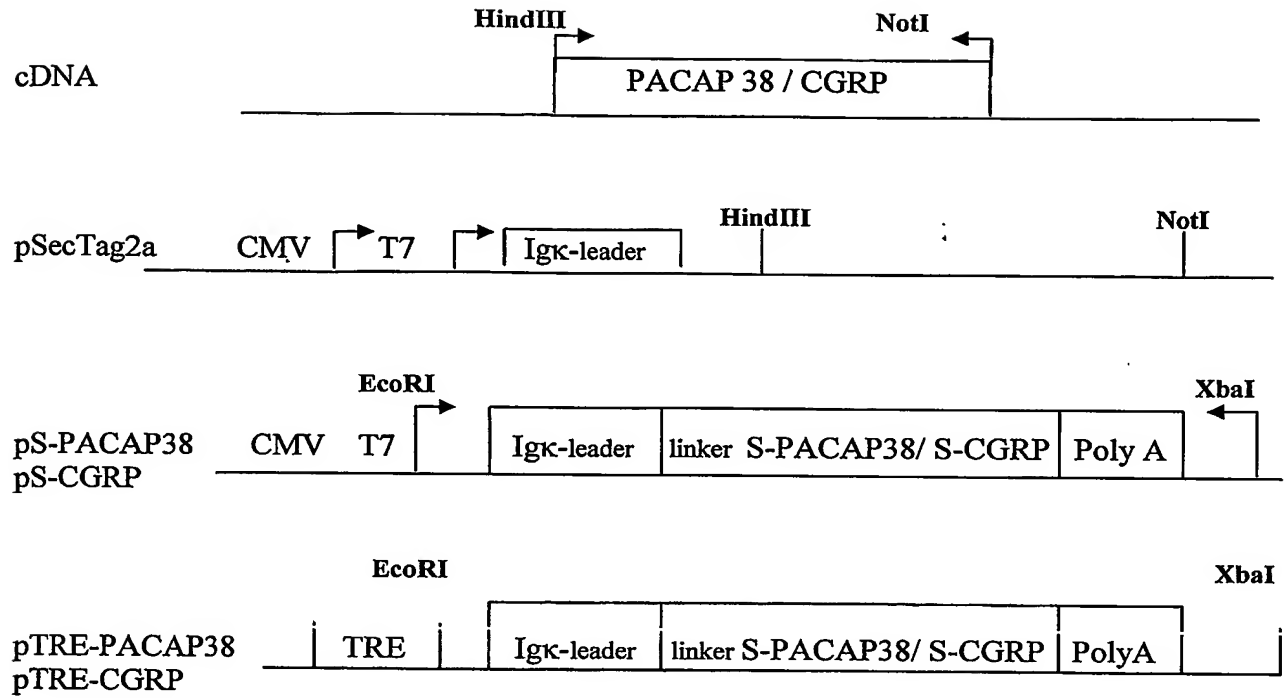 HindIII NotI
cDNA PACAP 38 / CGRP
HindIII NotI
pSecTag2a CMV T7 Igκ-leader
EcoRI XbaI
pS-PACAP38 CMV T7 Igκ-leader linker S-PACAP38/ S-CGRP Poly A
pS-CGRP
EcoRI XbaI
pTRE-PACAP38 TRE Igκ-leader linker S-PACAP38/ S-CGRP PolyA
pTRE-CGRP